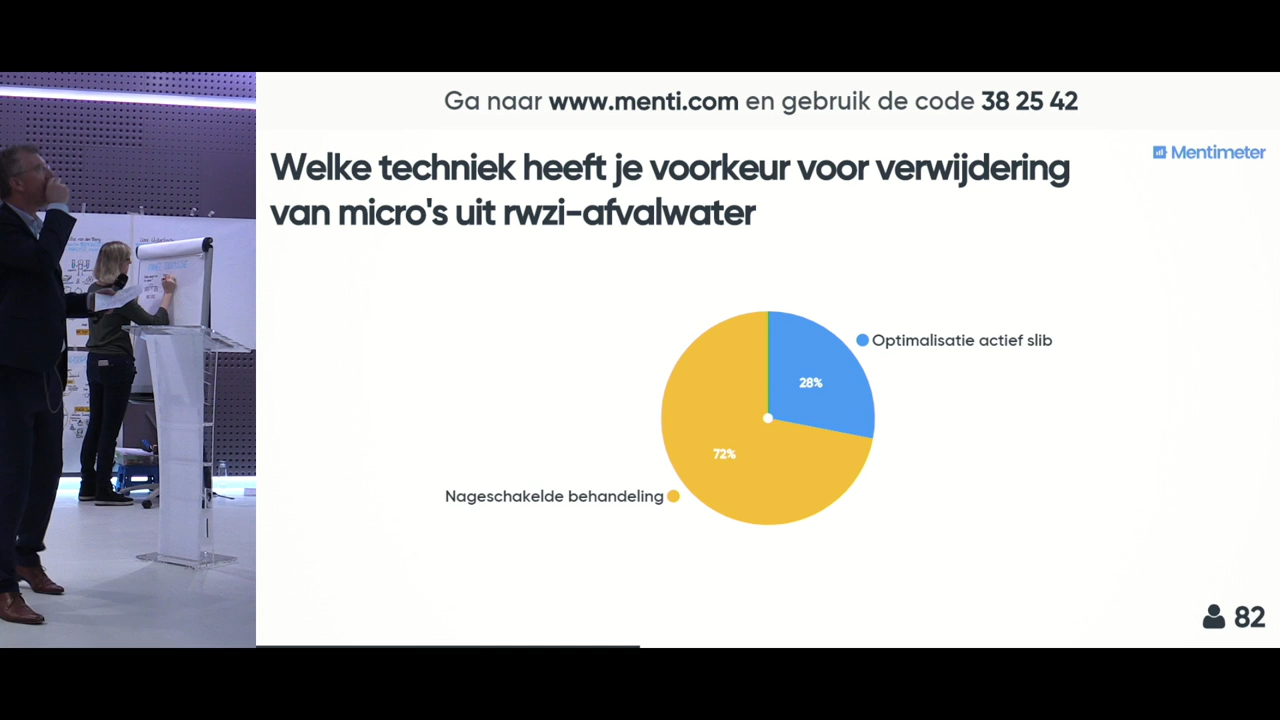 Ga naar www.menti.com en gebruik de code 38 25 42
Mentimeter
Welke techniek heeft je voorkeur voor verwijdering
van micro's uit rwzi-afvalwater
Optimalisatie actief slib
28%
72%
Nageschakelde behandeling
82